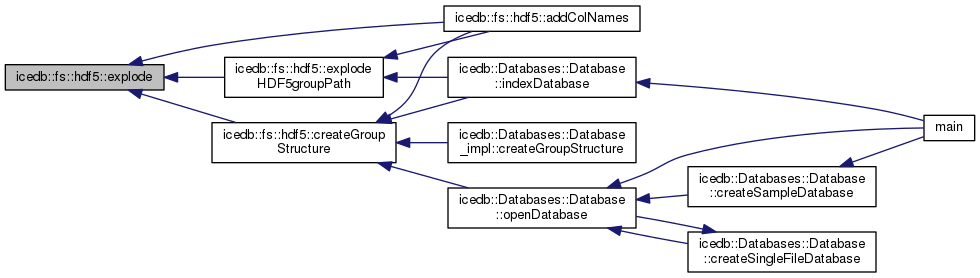 icedb::fs::hdf5::addColNames
icedb::fs::hdf5::explode
icedb::fs::hdf5::explode
HDF5groupPath
icedb::Databases::Database
::indexDatabase
icedb::fs::hdf5::createGroup
Structure
icedb::Databases::Database
_impl::createGroupStructure
main
icedb::Databases::Database
::openDatabase
icedb::Databases::Database
::createSampleDatabase
icedb::Databases::Database
::createSingleFileDatabase